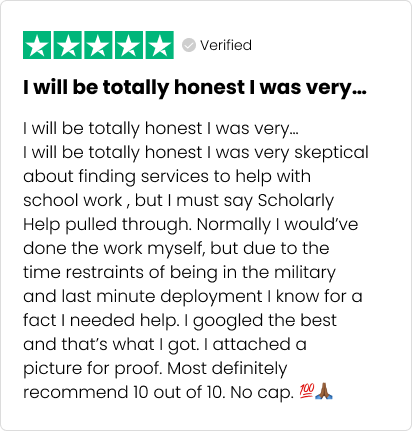 Verified
I will be totally honest I was very...
I will be totally honest I was very...
I will be totally honest I was very skeptical
about finding services to help with
school work , but I must say Scholarly
Help pulled through. Normally I would’ve
done the work myself, but due to the
time restraints of being in the military
and last minute deployment I know for a
fact I needed help. I googled the best
and that’s what I got. I attached a
picture for proof. Most definitely
recommend 10 out of 10. No cap. 💯🙏🏾